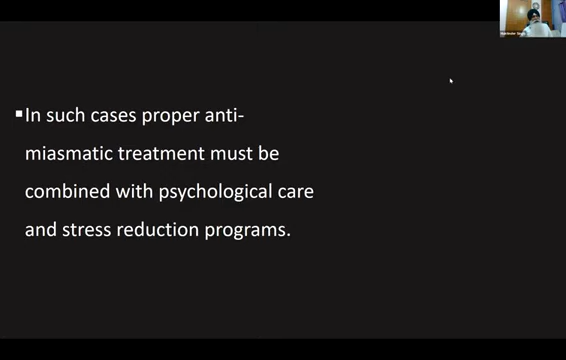 ▪In such cases proper anti-
miasmatic treatment must be
combined with psychological care
and stress reduction programs.